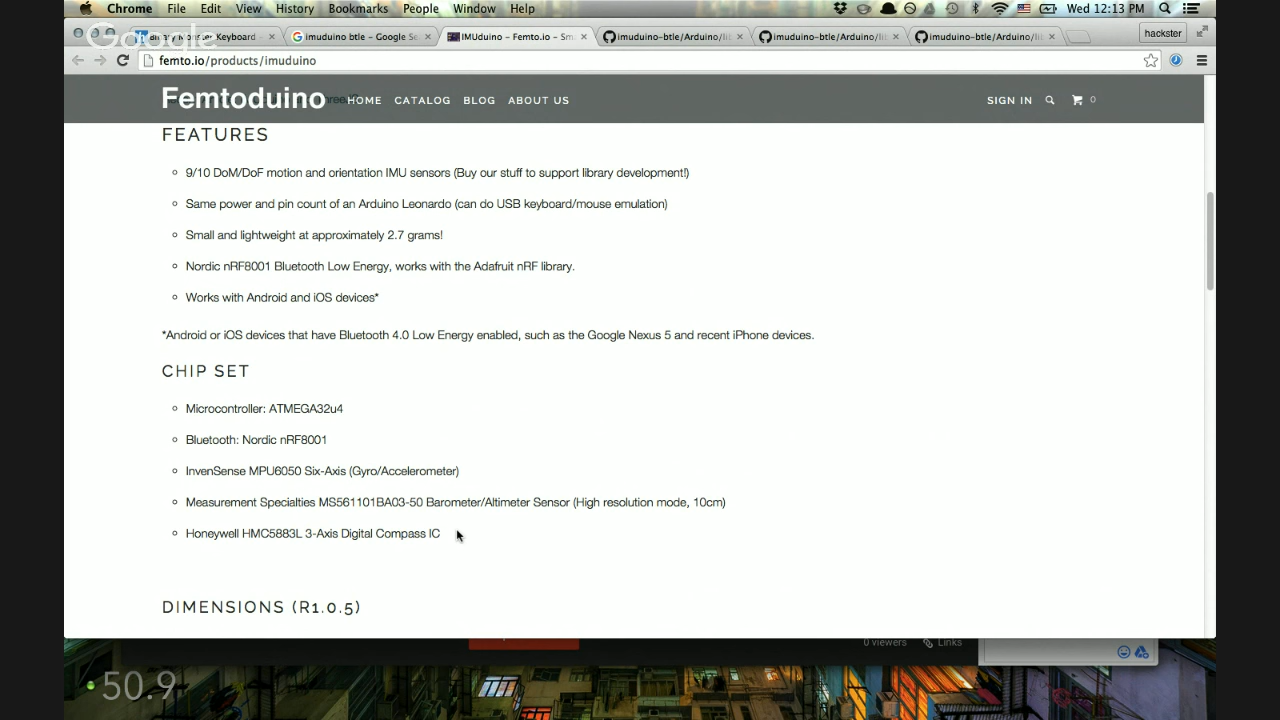 Chrome File Edit View History Bookmarks People Window Help Wed 12:13 PM
Google
Binary Monster Keyboard imuduino btle – Google Se IMUduino – Femto.io – Sm imuduino-btle/Arduino/lib imuduino-btle/Arduino/li imuduino-btle/Arduino/li hackster
femto.io/products/imuduino
Femtoduino HOME CATALOG BLOG ABOUT US SIGN IN 0
FEATURES
9/10 DoM/DoF motion and orientation IMU sensors (Buy our stuff to support library development!)
Same power and pin count of an Arduino Leonardo (can do USB keyboard/mouse emulation)
Small and lightweight at approximately 2.7 grams!
Nordic nRF8001 Bluetooth Low Energy, works with the Adafruit nRF library.
Works with Android and iOS devices*
*Android or iOS devices that have Bluetooth 4.0 Low Energy enabled, such as the Google Nexus 5 and recent iPhone devices.
CHIP SET
Microcontroller: ATMEGA32u4
Bluetooth: Nordic nRF8001
InvenSense MPU6050 Six-Axis (Gyro/Accelerometer)
Measurement Specialties MS561101BA03-50 Barometer/Altimeter Sensor (High resolution mode, 10cm)
Honeywell HMC5883L 3-Axis Digital Compass IC
DIMENSIONS (R1.0.5)
0 viewers Links
50.9